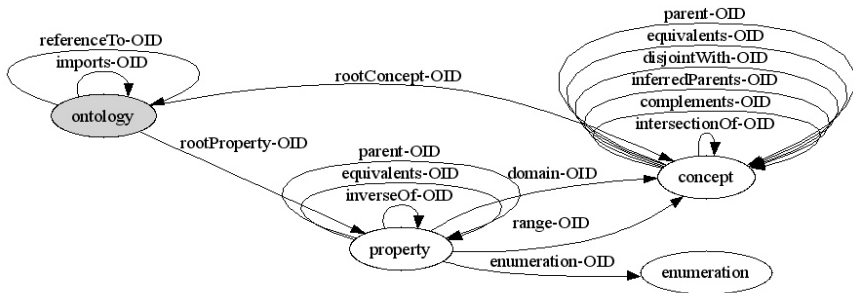 referenceTo-OID
imports-OID
ontology
rootConcept-OID
rootProperty-OID
parent-OID
equivalents-OID
disjointWith-OID
inferredParents-OID
complements-OID
intersectionOf-OID
concept
parent-OID
equivalents-OID
inverseOf-OID
property
domain-OID
range-OID
enumeration-OID
enumeration